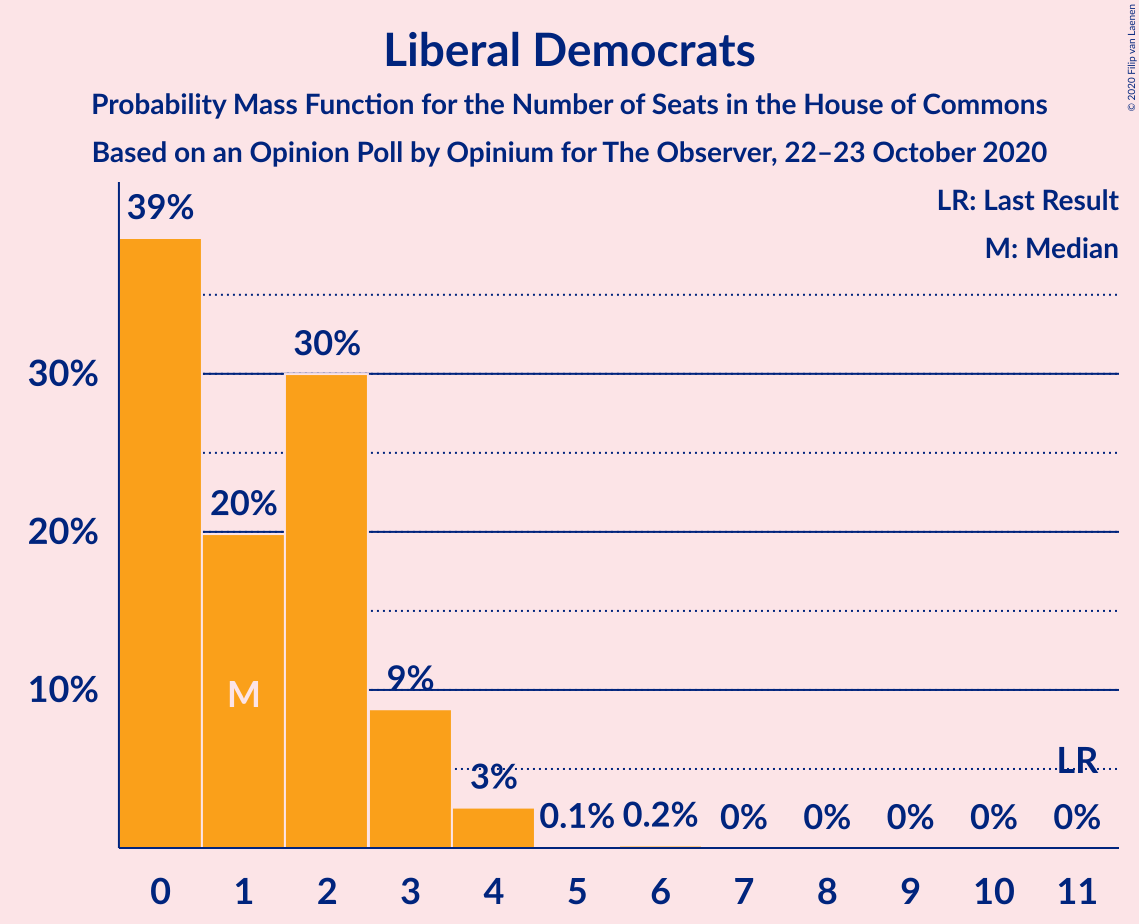 © 2020 Filip van Laenen
Liberal Democrats
Probability Mass Function for the Number of Seats in the House of Commons
Based on an Opinion Poll by Opinium for The Observer, 22–23 October 2020
LR: Last Result
M: Median
39%
30%
30%
20%
20%
M
9%
10%
LR
3%
0.1% 0.2% 0% 0% 0% 0% 0%
0 1 2 3 4 5 6 7 8 9 10 11